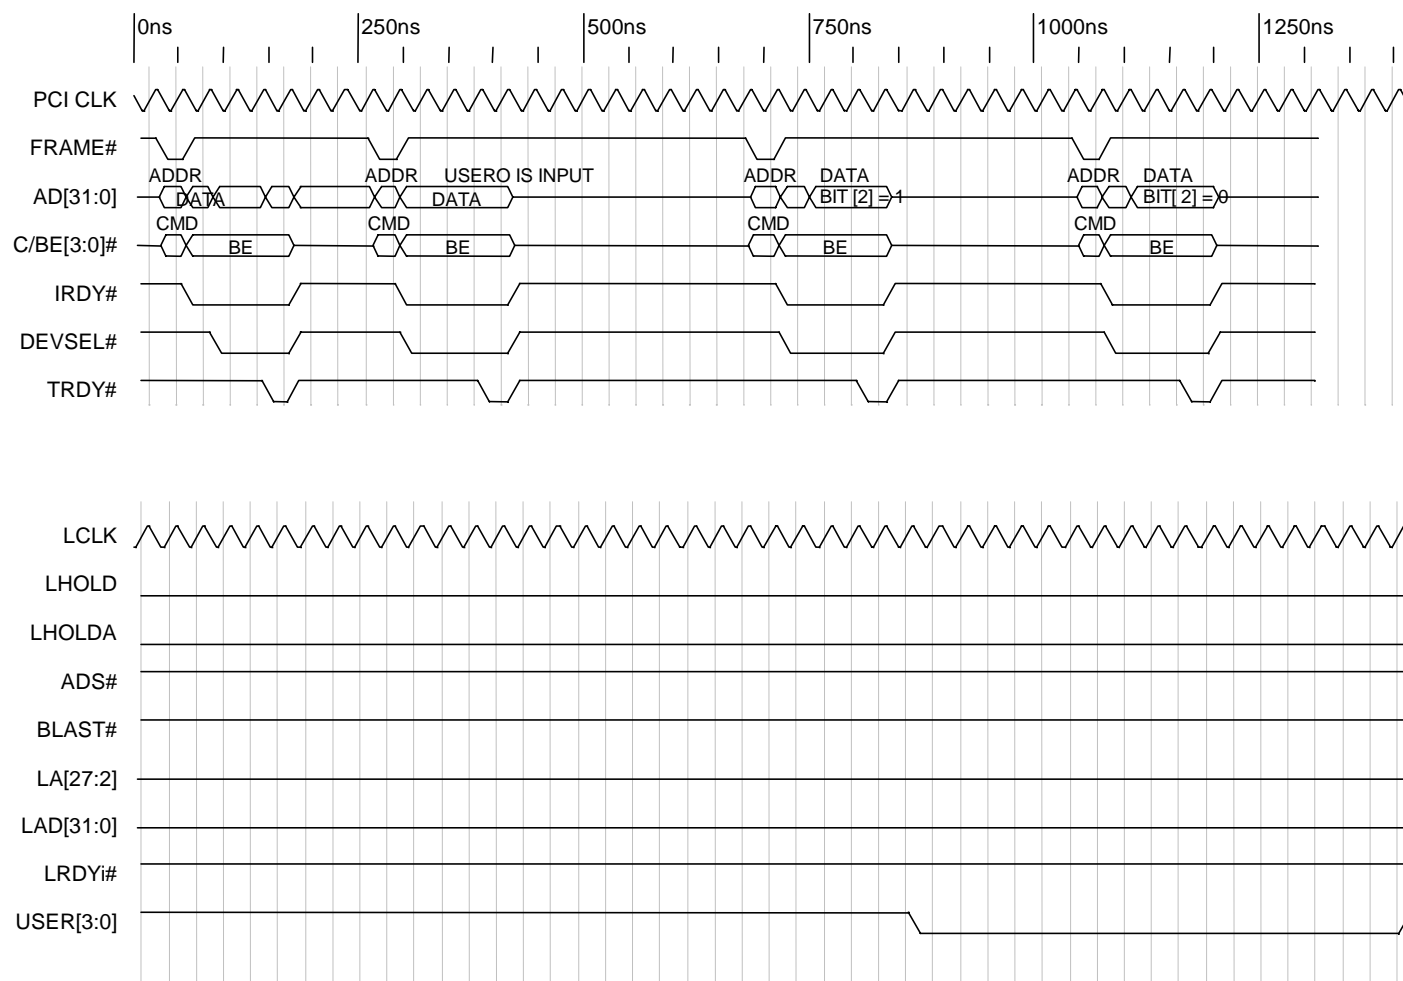 0ns 250ns 500ns 750ns 1000ns 1250ns
PCI CLK
FRAME#
ADDR ADDR USERO IS INPUT ADDR DATA ADDR DATA
AD[31:0] DATA DATA BIT [2] = 1 BIT[ 2] = 0
CMD CMD CMD CMD
C/BE[3:0]# BE BE BE BE
IRDY#
DEVSEL#
TRDY#
LCLK
LHOLD
LHOLDA
ADS#
BLAST#
LA[27:2]
LAD[31:0]
LRDYi#
USER[3:0]